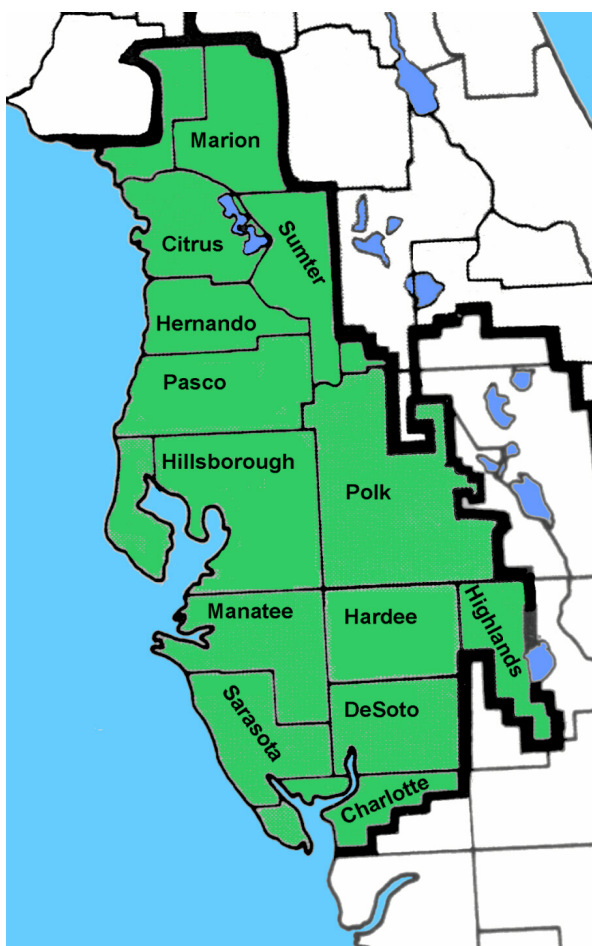 Marion
Citrus
Sumter
Hernando
Pasco
Hillsborough
Polk
Manatee
Hardee
Highlands
Sarasota
DeSoto
Charlotte